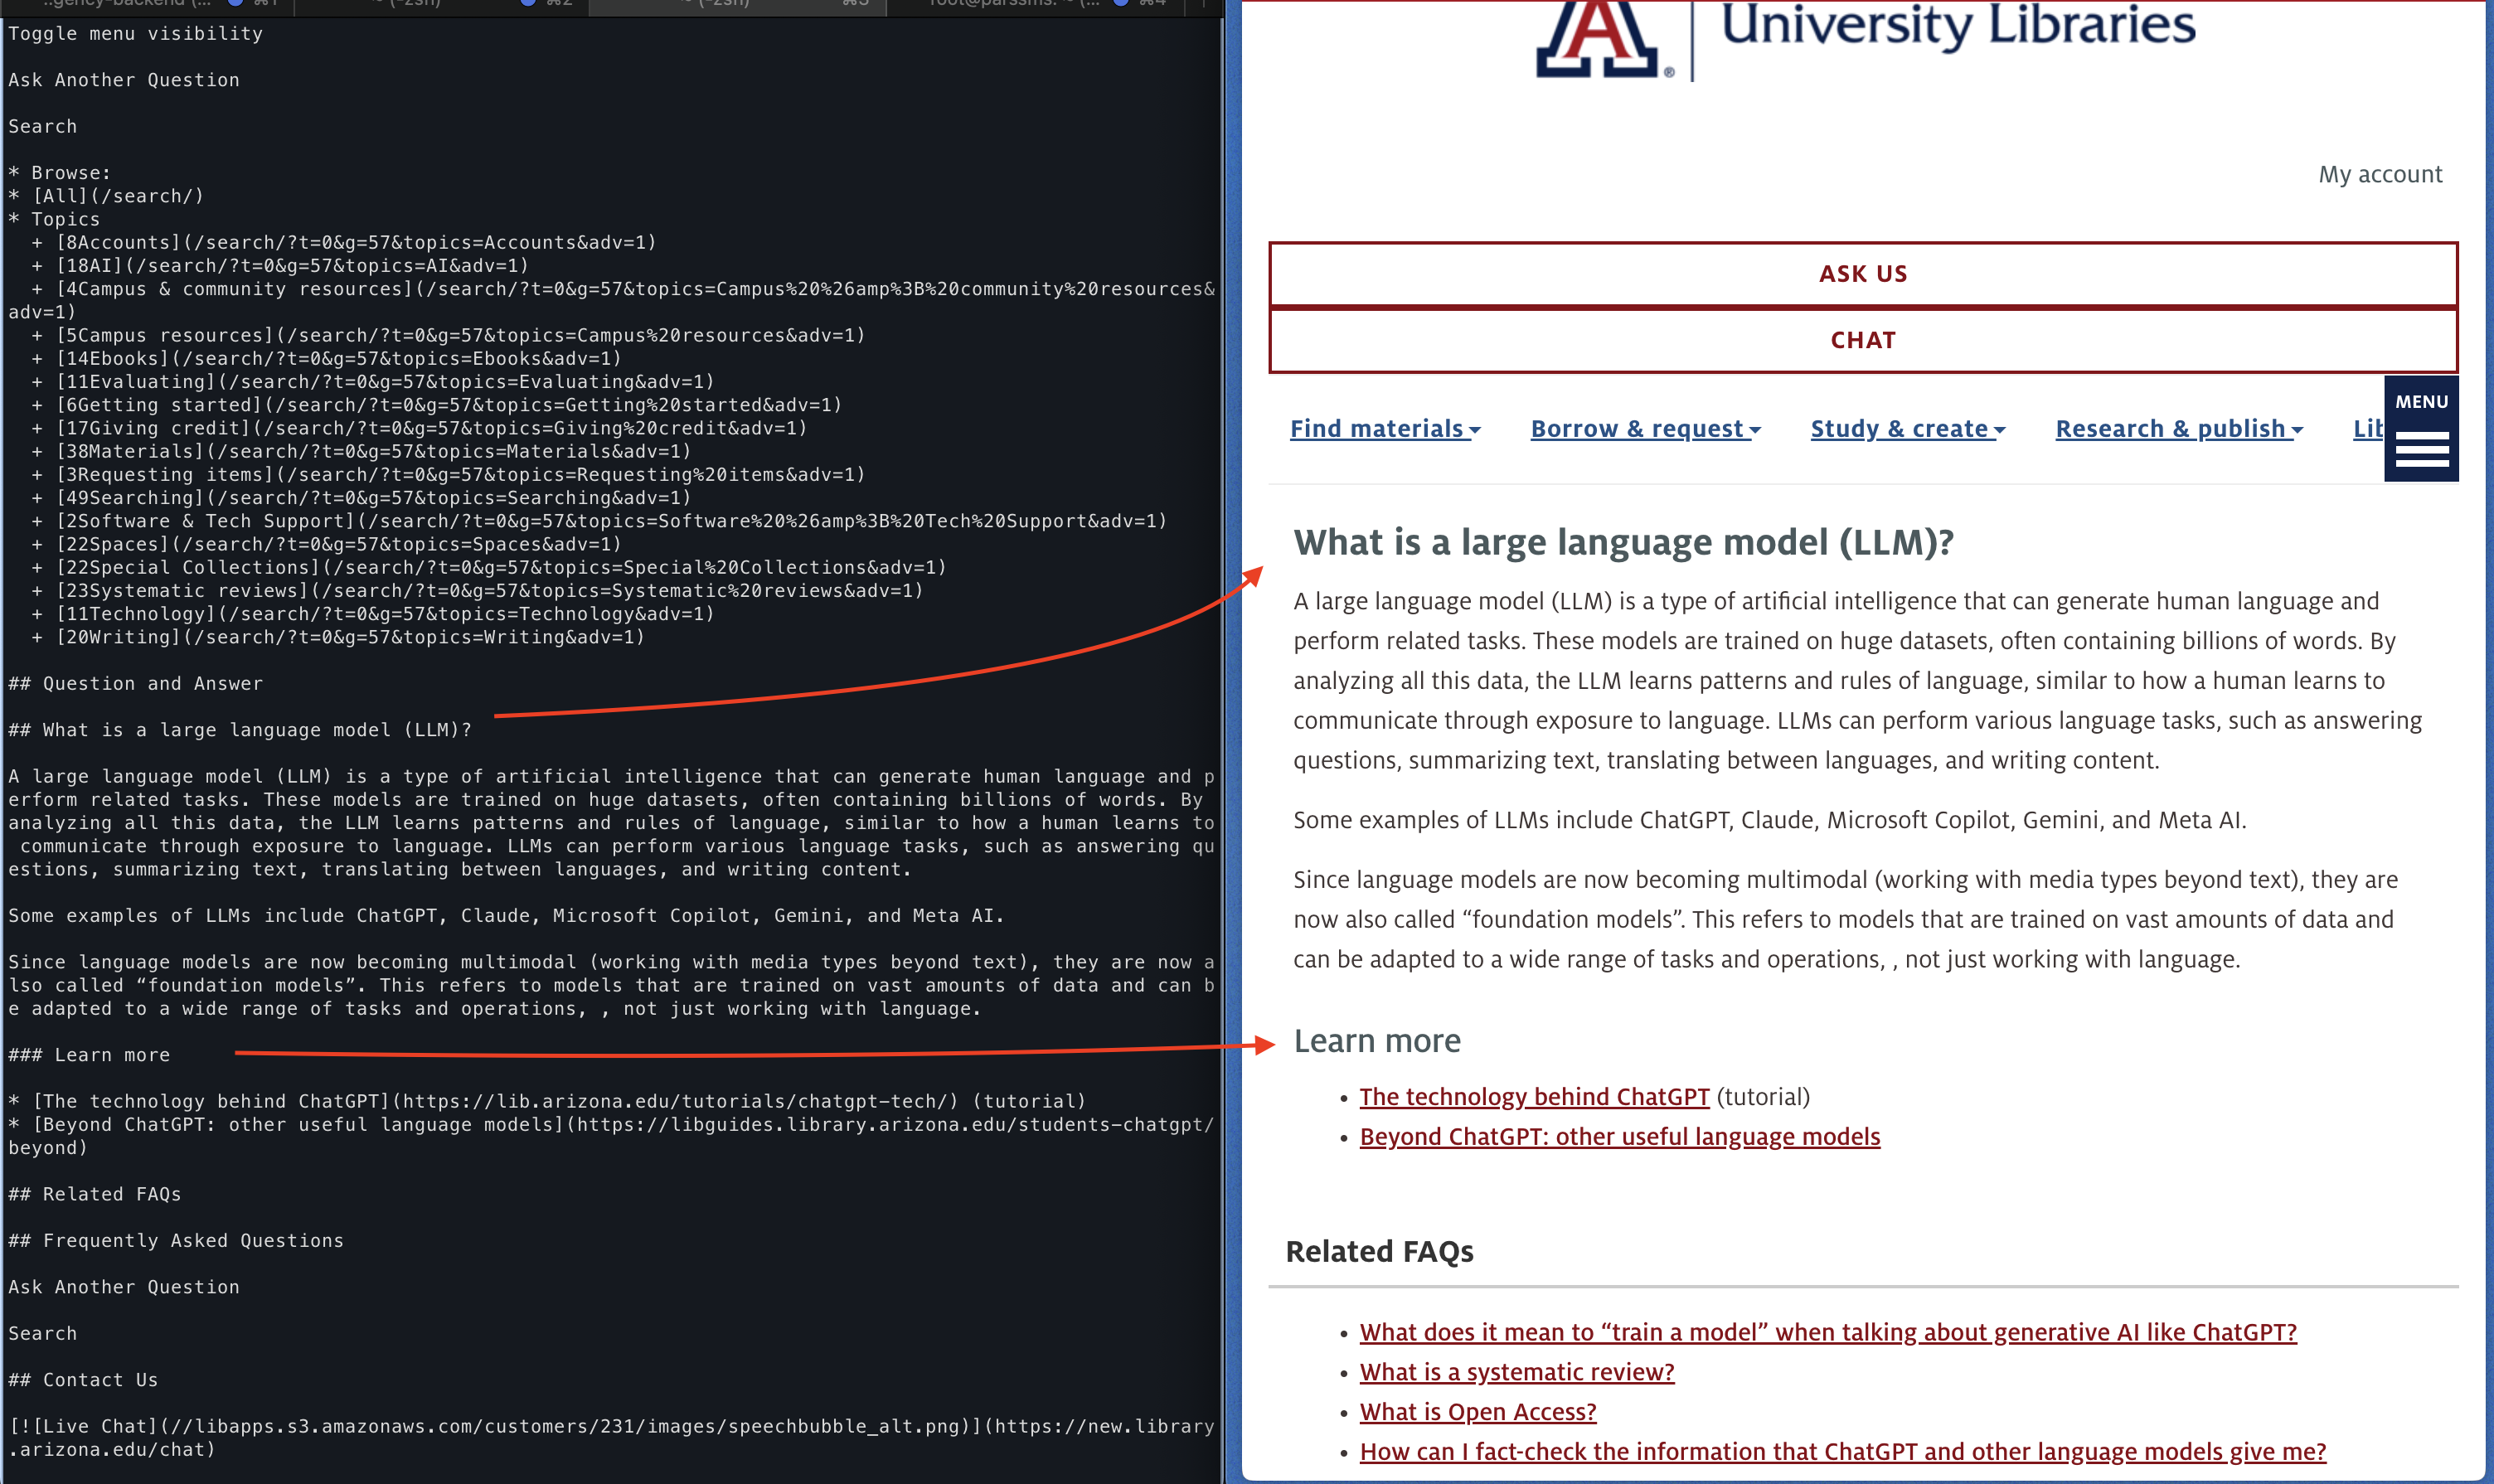 ..gency-backend (... ⌘1
~ (-zsh) ⌘2
~ (-zsh) ⌘3
root@parssms: ~ (... ⌘4
Toggle menu visibility
Ask Another Question
Search
* Browse:
* [All](/search/)
* Topics
+ [8Accounts](/search/?t=0&g=57&topics=Accounts&adv=1)
+ [18AI](/search/?t=0&g=57&topics=AI&adv=1)
+ [4Campus & community resources](/search/?t=0&g=57&topics=Campus%20%26amp%3B%20community%20resources&
adv=1)
+ [5Campus resources](/search/?t=0&g=57&topics=Campus%20resources&adv=1)
+ [14Ebooks](/search/?t=0&g=57&topics=Ebooks&adv=1)
+ [11Evaluating](/search/?t=0&g=57&topics=Evaluating&adv=1)
+ [6Getting started](/search/?t=0&g=57&topics=Getting%20started&adv=1)
+ [17Giving credit](/search/?t=0&g=57&topics=Giving%20credit&adv=1)
+ [38Materials](/search/?t=0&g=57&topics=Materials&adv=1)
+ [3Requesting items](/search/?t=0&g=57&topics=Requesting%20items&adv=1)
+ [49Searching](/search/?t=0&g=57&topics=Searching&adv=1)
+ [2Software & Tech Support](/search/?t=0&g=57&topics=Software%20%26amp%3B%20Tech%20Support&adv=1)
+ [22Spaces](/search/?t=0&g=57&topics=Spaces&adv=1)
+ [22Special Collections](/search/?t=0&g=57&topics=Special%20Collections&adv=1)
+ [23Systematic reviews](/search/?t=0&g=57&topics=Systematic%20reviews&adv=1)
+ [11Technology](/search/?t=0&g=57&topics=Technology&adv=1)
+ [20Writing](/search/?t=0&g=57&topics=Writing&adv=1)
## Question and Answer
## What is a large language model (LLM)?
A large language model (LLM) is a type of artificial intelligence that can generate human language and p
erform related tasks. These models are trained on huge datasets, often containing billions of words. By
analyzing all this data, the LLM learns patterns and rules of language, similar to how a human learns to
communicate through exposure to language. LLMs can perform various language tasks, such as answering qu
estions, summarizing text, translating between languages, and writing content.
Some examples of LLMs include ChatGPT, Claude, Microsoft Copilot, Gemini, and Meta AI.
Since language models are now becoming multimodal (working with media types beyond text), they are now a
lso called “foundation models”. This refers to models that are trained on vast amounts of data and can b
e adapted to a wide range of tasks and operations, , not just working with language.
### Learn more
* [The technology behind ChatGPT](https://lib.arizona.edu/tutorials/chatgpt-tech/) (tutorial)
* [Beyond ChatGPT: other useful language models](https://libguides.library.arizona.edu/students-chatgpt/
beyond)
## Related FAQs
## Frequently Asked Questions
Ask Another Question
Search
## Contact Us
[![Live Chat](//libapps.s3.amazonaws.com/customers/231/images/speechbubble_alt.png)](https://new.library
.arizona.edu/chat)
A ®
University Libraries
My account
ASK US
CHAT
MENU
Find materials
Borrow & request
Study & create
Research & publish
Lib
What is a large language model (LLM)?
A large language model (LLM) is a type of artificial intelligence that can generate human language and
perform related tasks. These models are trained on huge datasets, often containing billions of words. By
analyzing all this data, the LLM learns patterns and rules of language, similar to how a human learns to
communicate through exposure to language. LLMs can perform various language tasks, such as answering
questions, summarizing text, translating between languages, and writing content.
Some examples of LLMs include ChatGPT, Claude, Microsoft Copilot, Gemini, and Meta AI.
Since language models are now becoming multimodal (working with media types beyond text), they are
now also called “foundation models”. This refers to models that are trained on vast amounts of data and
can be adapted to a wide range of tasks and operations, , not just working with language.
Learn more
• The technology behind ChatGPT (tutorial)
• Beyond ChatGPT: other useful language models
Related FAQs
• What does it mean to “train a model” when talking about generative AI like ChatGPT?
• What is a systematic review?
• What is Open Access?
• How can I fact-check the information that ChatGPT and other language models give me?